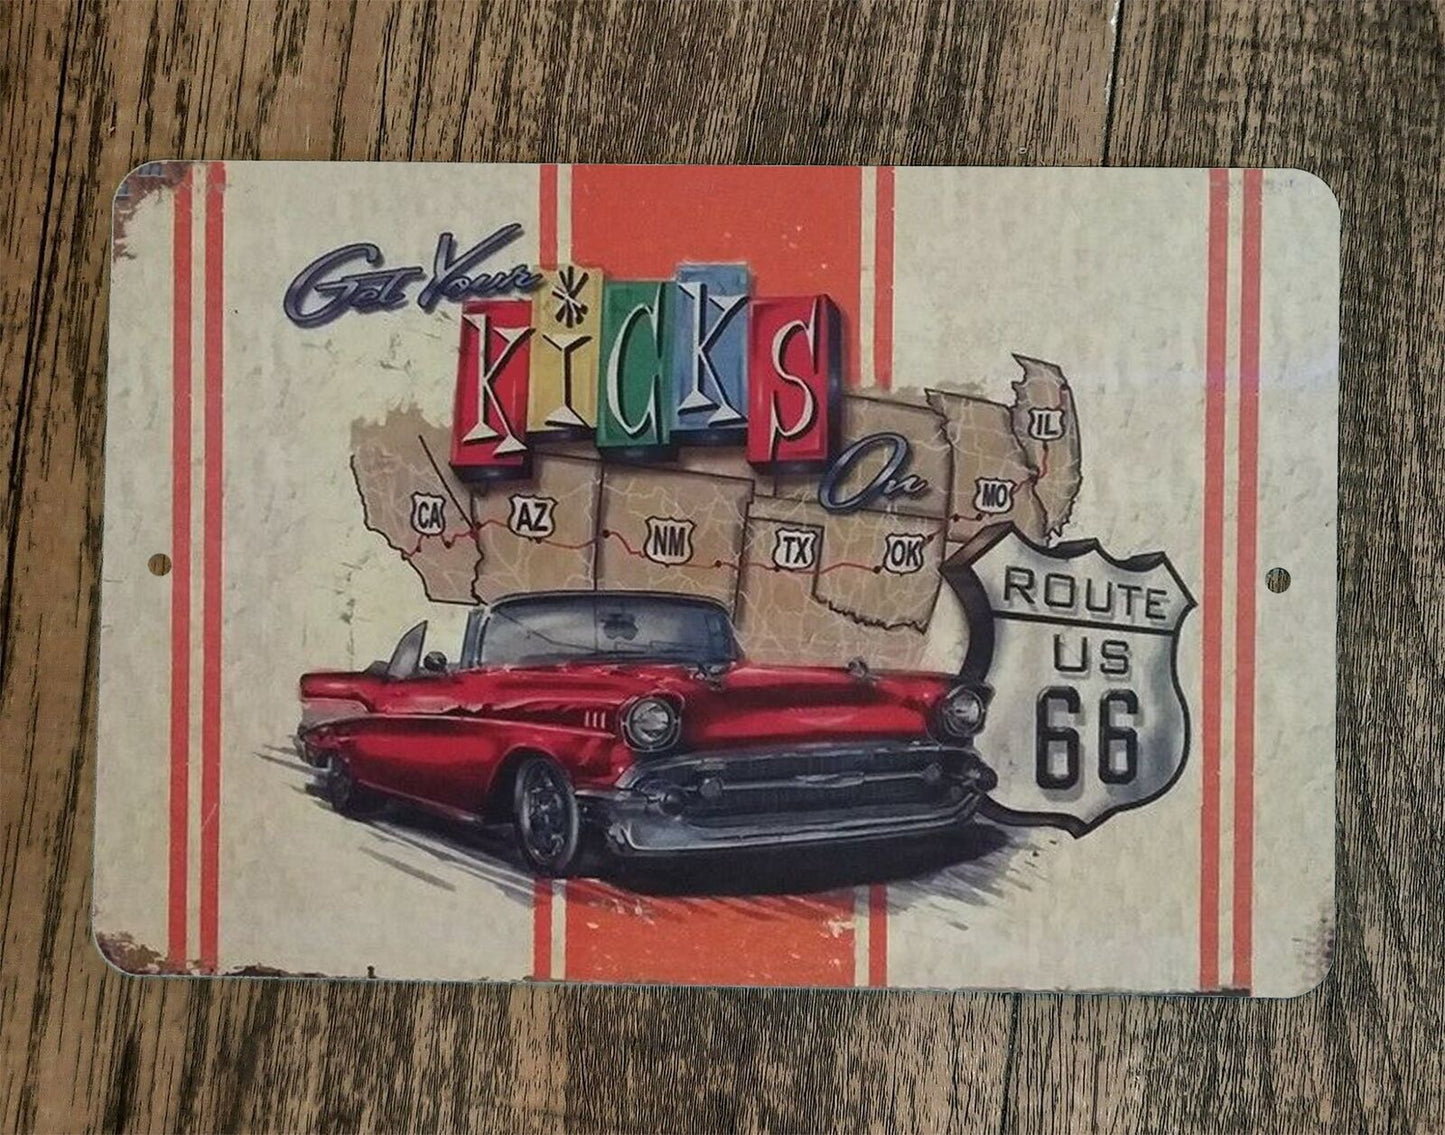 Get Your
KiCKS
On
IL
MO
CA
AZ
NM
TX
OK
ROUTE
US
66